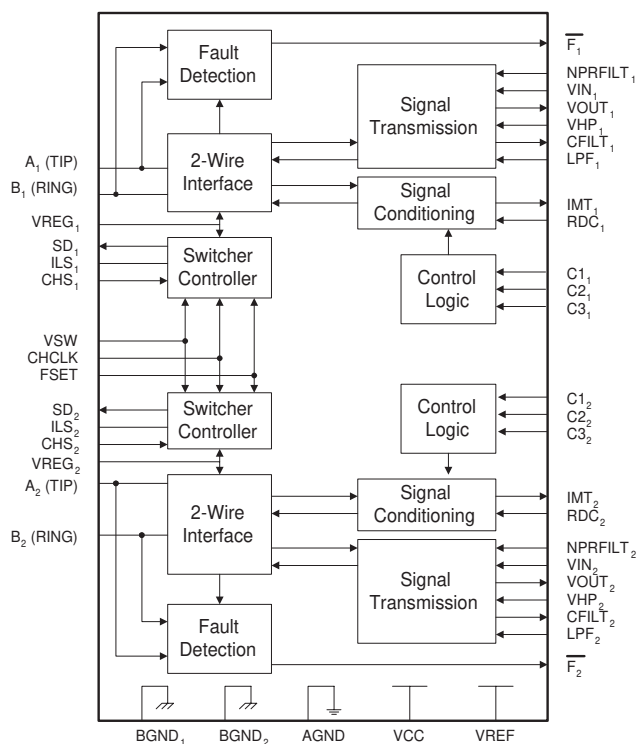 Fault
Detection
2-Wire
Interface
Switcher
Controller
Signal
Transmission
Signal
Conditioning
Control
Logic
A₁ (TIP)
B₁ (RING)
VREG₁
SD₁
ILS₁
CHS₁
VSW
CHCLK
FSET
SD₂
ILS₂
CHS₂
VREG₂
A₂ (TIP)
B₂ (RING)
F̅₁
NPRFILT₁
VIN₁
VOUT₁
VHP₁
CFILT₁
LPF₁
IMT₁
RDC₁
C1₁
C2₁
C3₁
Switcher
Controller
2-Wire
Interface
Fault
Detection
Control
Logic
Signal
Conditioning
Signal
Transmission
C1₂
C2₂
C3₂
IMT₂
RDC₂
NPRFILT₂
VIN₂
VOUT₂
VHP₂
CFILT₂
LPF₂
F̅₂
BGND₁
BGND₂
AGND
VCC
VREF